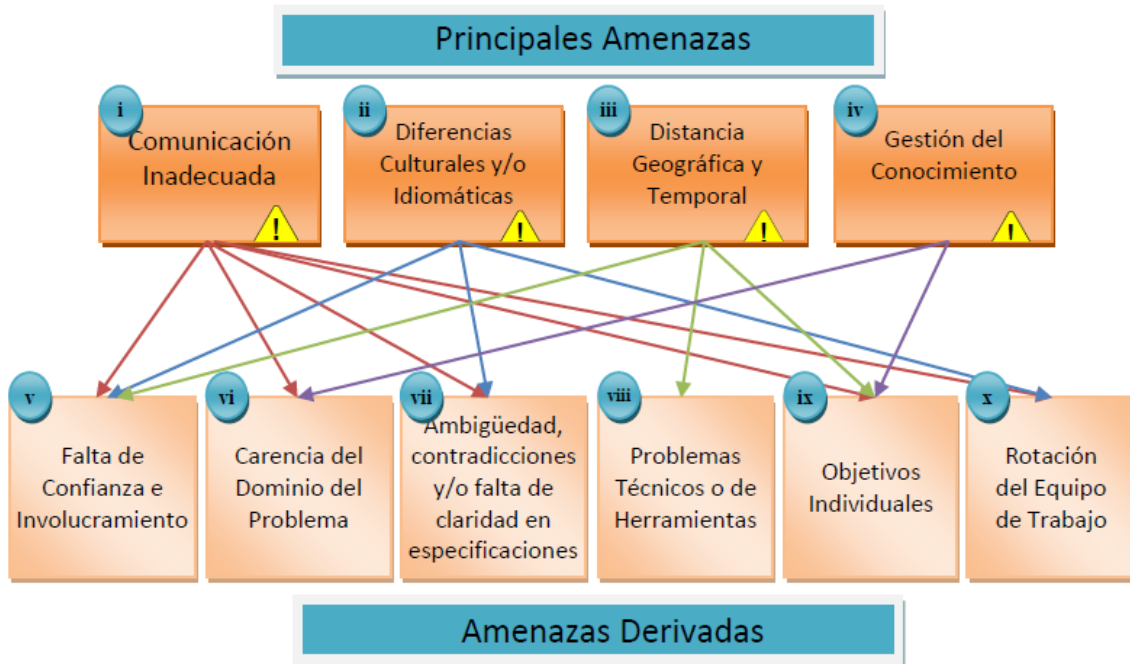 Principales Amenazas
i
Comunicación
Inadecuada
!
ii
Diferencias
Culturales y/o
Idiomáticas
!
iii
Distancia
Geográfica y
Temporal
!
iv
Gestión del
Conocimiento
!
v
Falta de
Confianza e
Involucramiento
vi
Carencia del
Dominio del
Problema
vii
Ambigüedad,
contradicciones
y/o falta de
claridad en
especificaciones
viii
Problemas
Técnicos o de
Herramientas
ix
Objetivos
Individuales
x
Rotación
del Equipo
de Trabajo
Amenazas Derivadas